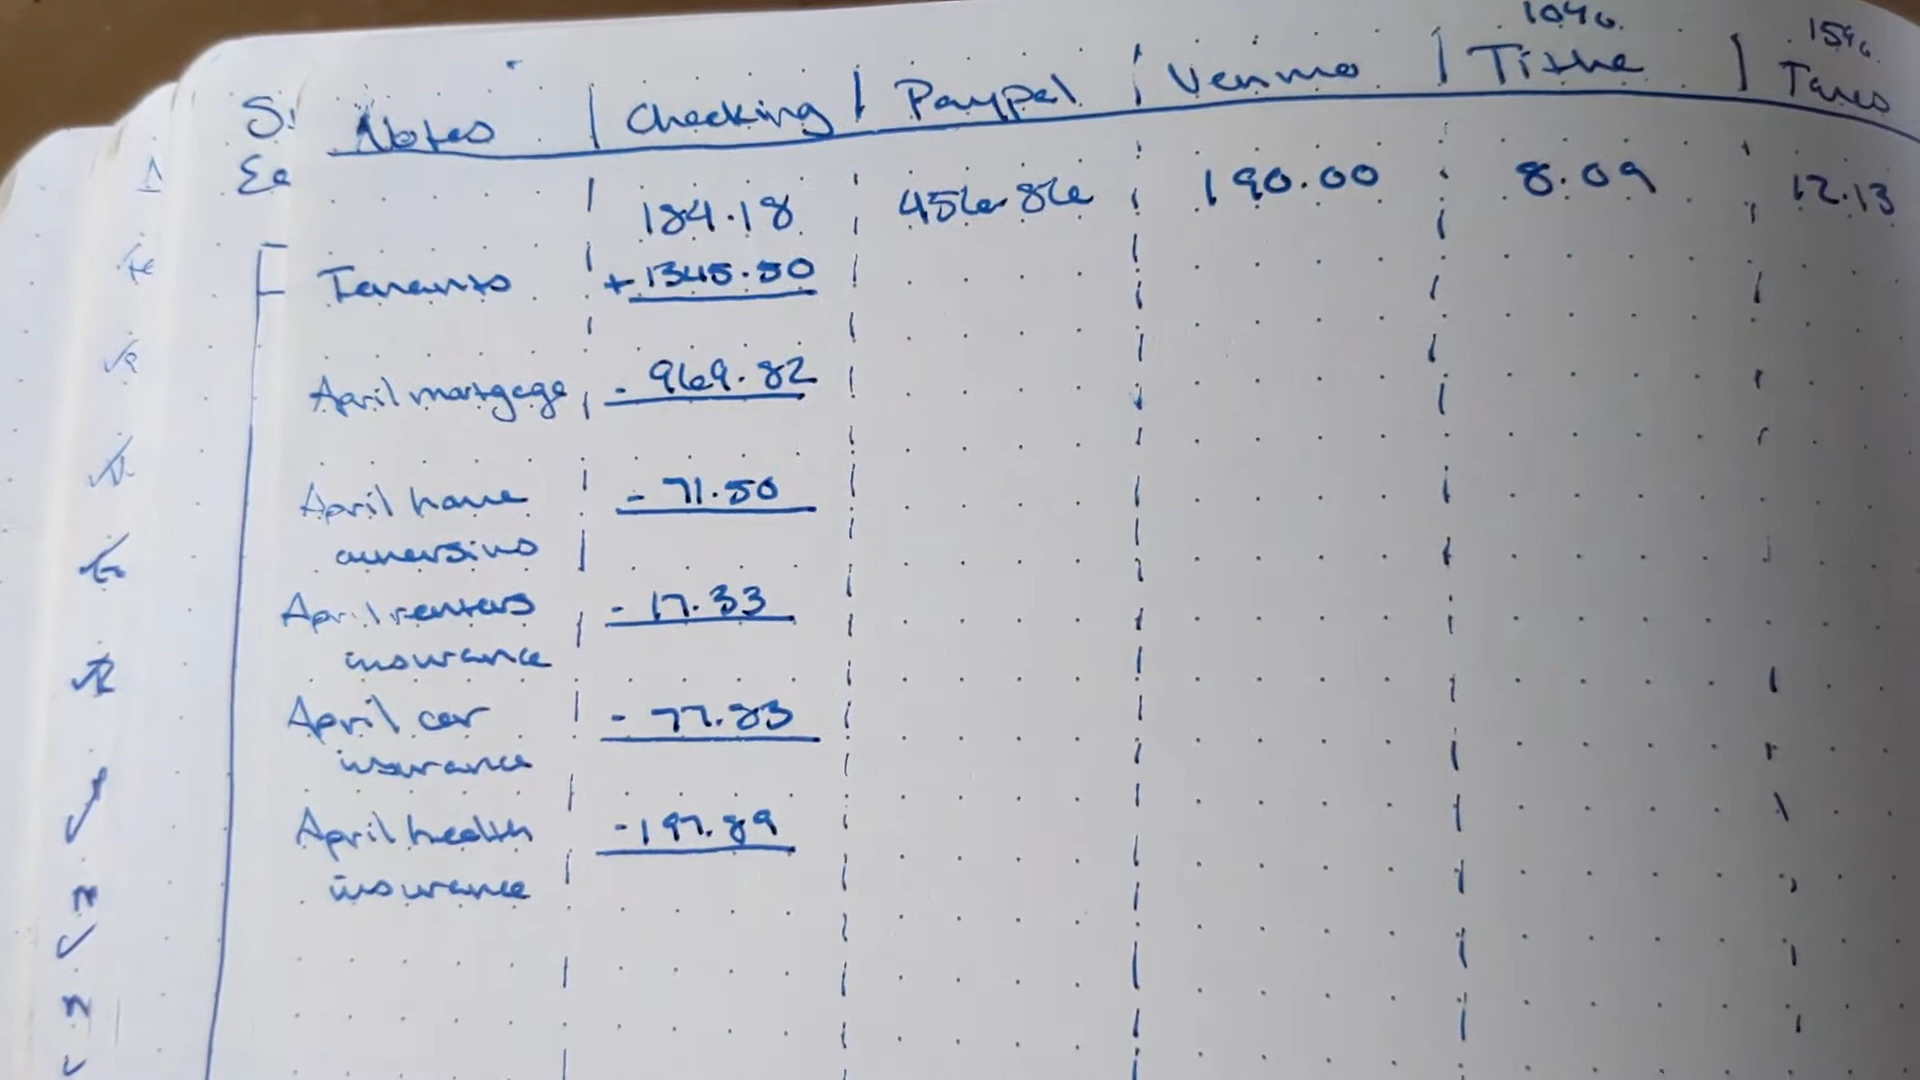 10%
15%
Notes | Checking | Paypal | Venmo | Tithe | Taxes
184.18 456.86 190.00 8.09 12.13
Tenants + 1345.50
April mortgage - 969.82
April home - 71.50
owners ins
April renters - 17.33
insurance
April car - 77.83
insurance
April health - 197.89
insurance